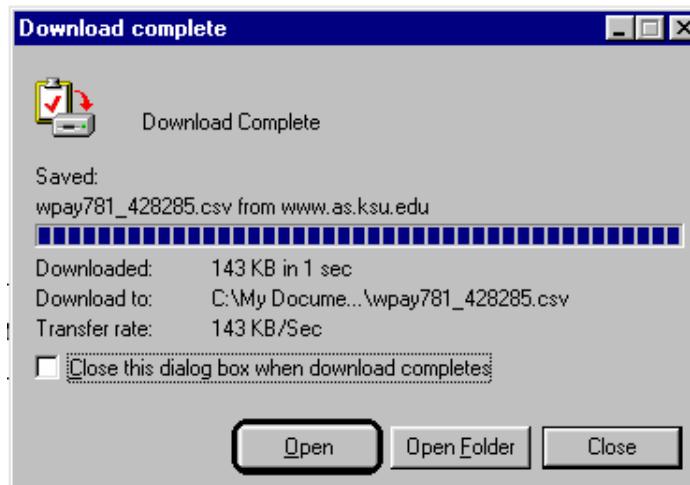 Download complete
Download Complete
Saved:
wpay781_428285.csv from www.as.ksu.edu
Downloaded: 143 KB in 1 sec
Download to: C:\My Docume...\wpay781_428285.csv
Transfer rate: 143 KB/Sec
Close this dialog box when download completes
Open Open Folder Close